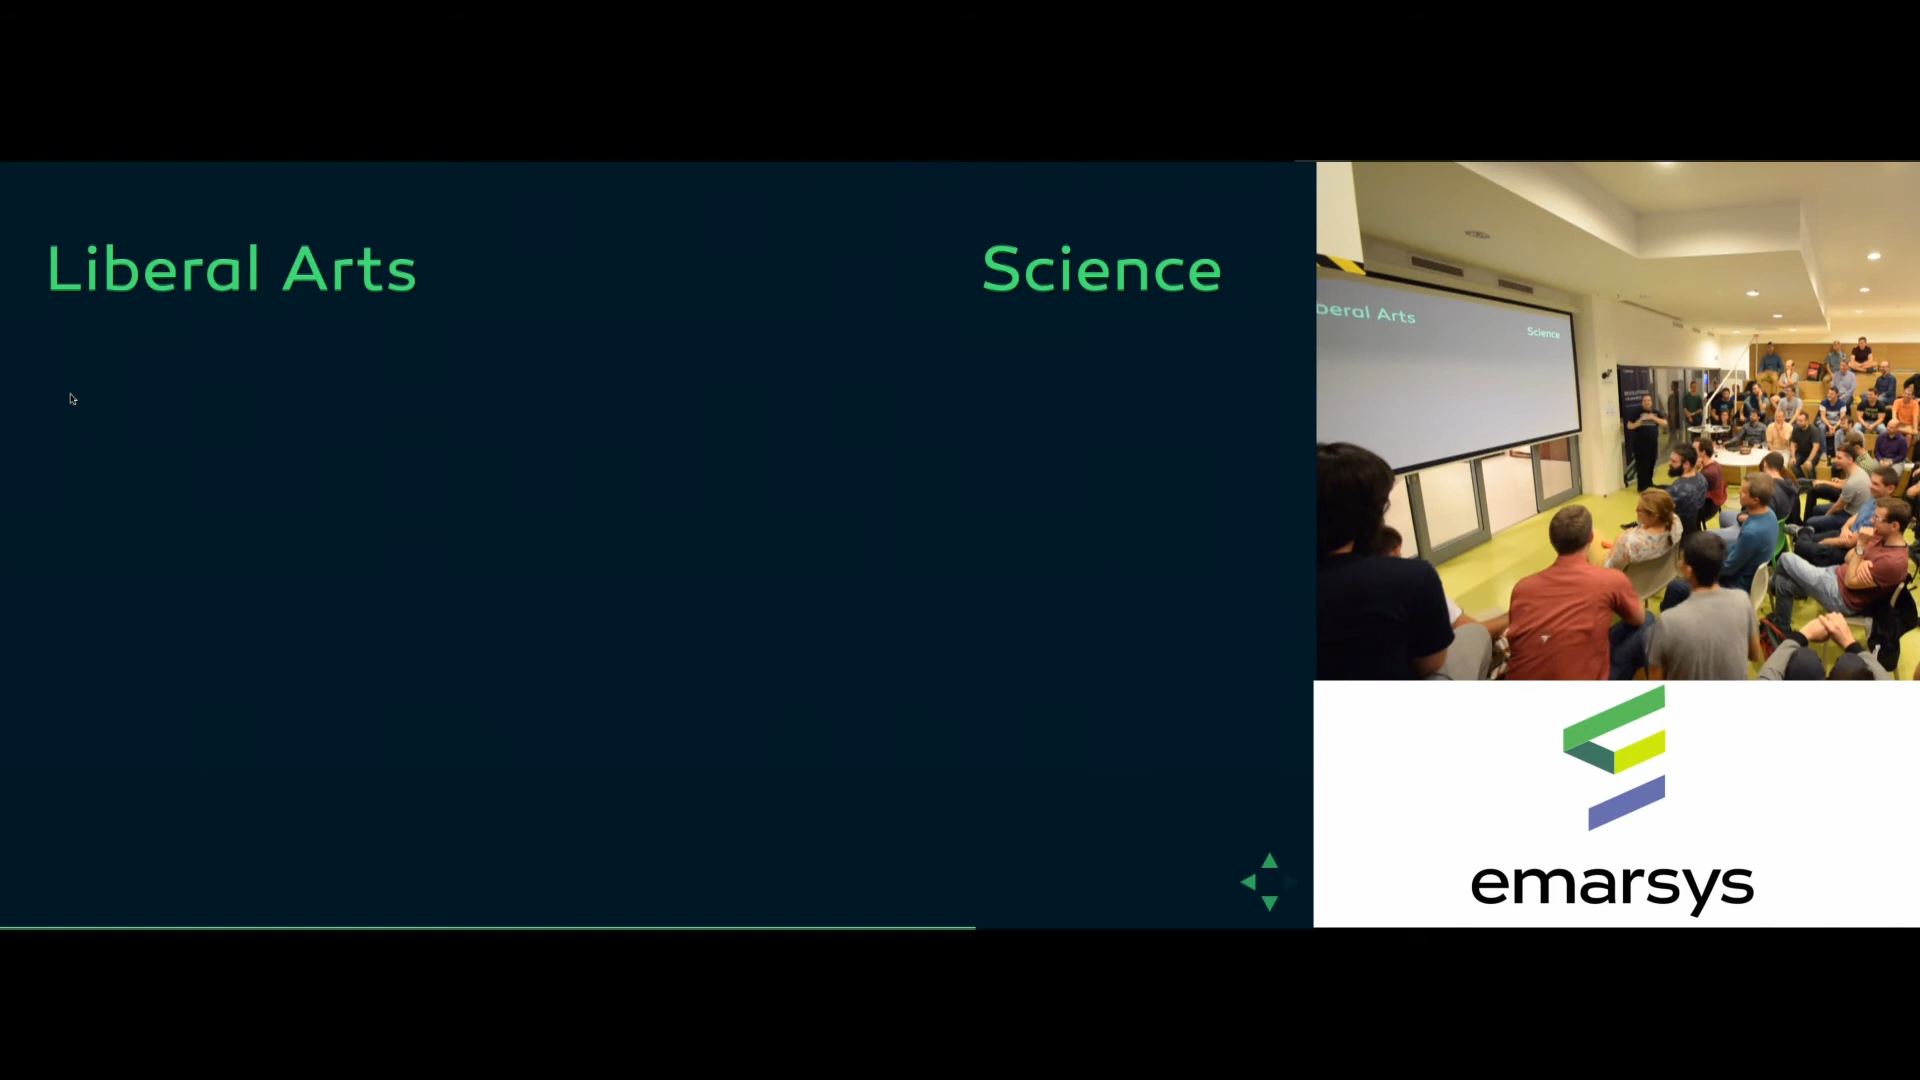 Liberal Arts
Science
beral Arts
Science
emarsys